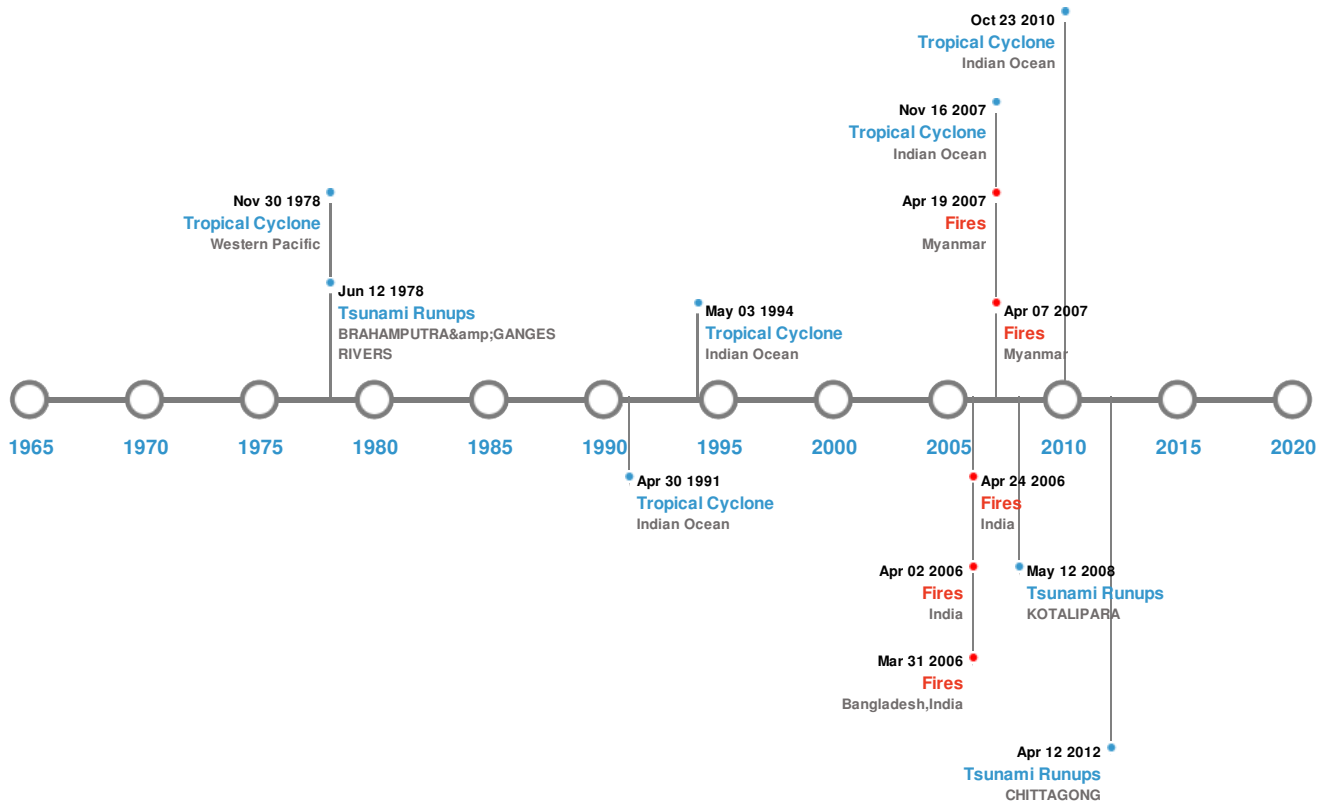 Oct 23 2010
Tropical Cyclone
Indian Ocean
Nov 16 2007
Tropical Cyclone
Indian Ocean
Nov 30 1978
Tropical Cyclone
Western Pacific
Apr 19 2007
Fires
Myanmar
Jun 12 1978
Tsunami Runups
BRAHAMPUTRA&amp;GANGES
RIVERS
May 03 1994
Tropical Cyclone
Indian Ocean
Apr 07 2007
Fires
Myanmar
1965 1970 1975 1980 1985 1990 1995 2000 2005 2010 2015 2020
Apr 30 1991
Tropical Cyclone
Indian Ocean
Apr 24 2006
Fires
India
Apr 02 2006
Fires
India
May 12 2008
Tsunami Runups
KOTALIPARA
Mar 31 2006
Fires
Bangladesh,India
Apr 12 2012
Tsunami Runups
CHITTAGONG